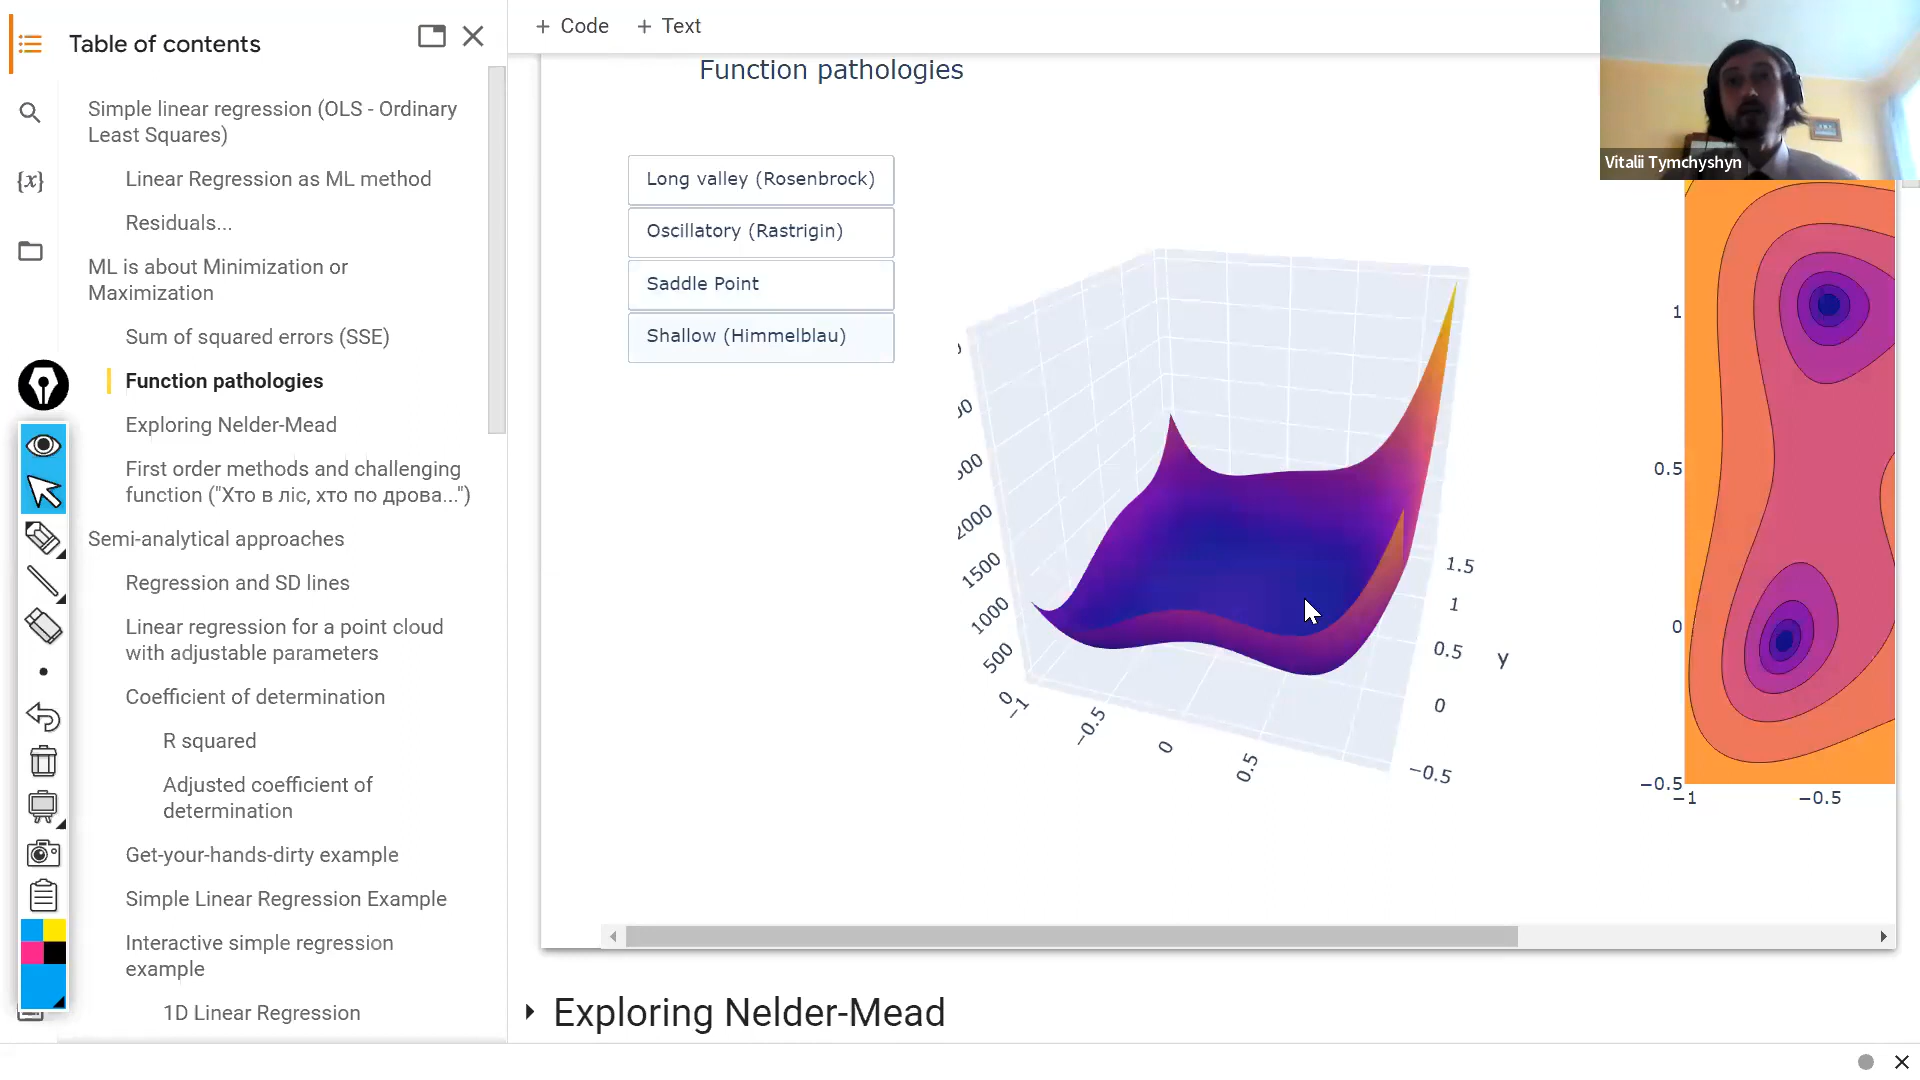 Table of contents
Simple linear regression (OLS - Ordinary
Least Squares)
Linear Regression as ML method
Residuals...
ML is about Minimization or
Maximization
Sum of squared errors (SSE)
Function pathologies
Exploring Nelder-Mead
First order methods and challenging
function ("Хто в ліс, хто по дрова...")
Semi-analytical approaches
Regression and SD lines
Linear regression for a point cloud
with adjustable parameters
Coefficient of determination
R squared
Adjusted coefficient of
determination
Get-your-hands-dirty example
Simple Linear Regression Example
Interactive simple regression
example
1D Linear Regression
{x}
+ Code + Text
Function pathologies
Long valley (Rosenbrock)
Oscillatory (Rastrigin)
Saddle Point
Shallow (Himmelblau)
2000
1500
1000
500
0
−1
−0.5
0
0.5
1.5
1
0.5
0
−0.5
y
1
0.5
0
−0.5
−1
−0.5
Vitalii Tymchyshyn
Exploring Nelder-Mead